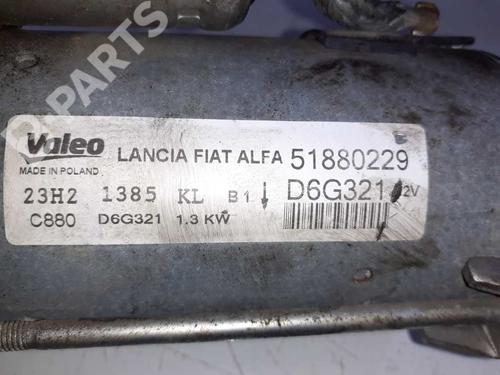 B-PARTS
Valeo LANCIA FIAT ALFA 51880229
MADE IN POLAND
23H2 1385 KL B1 ↓ D6G321 12V
C880 D6G321 1.3 KW